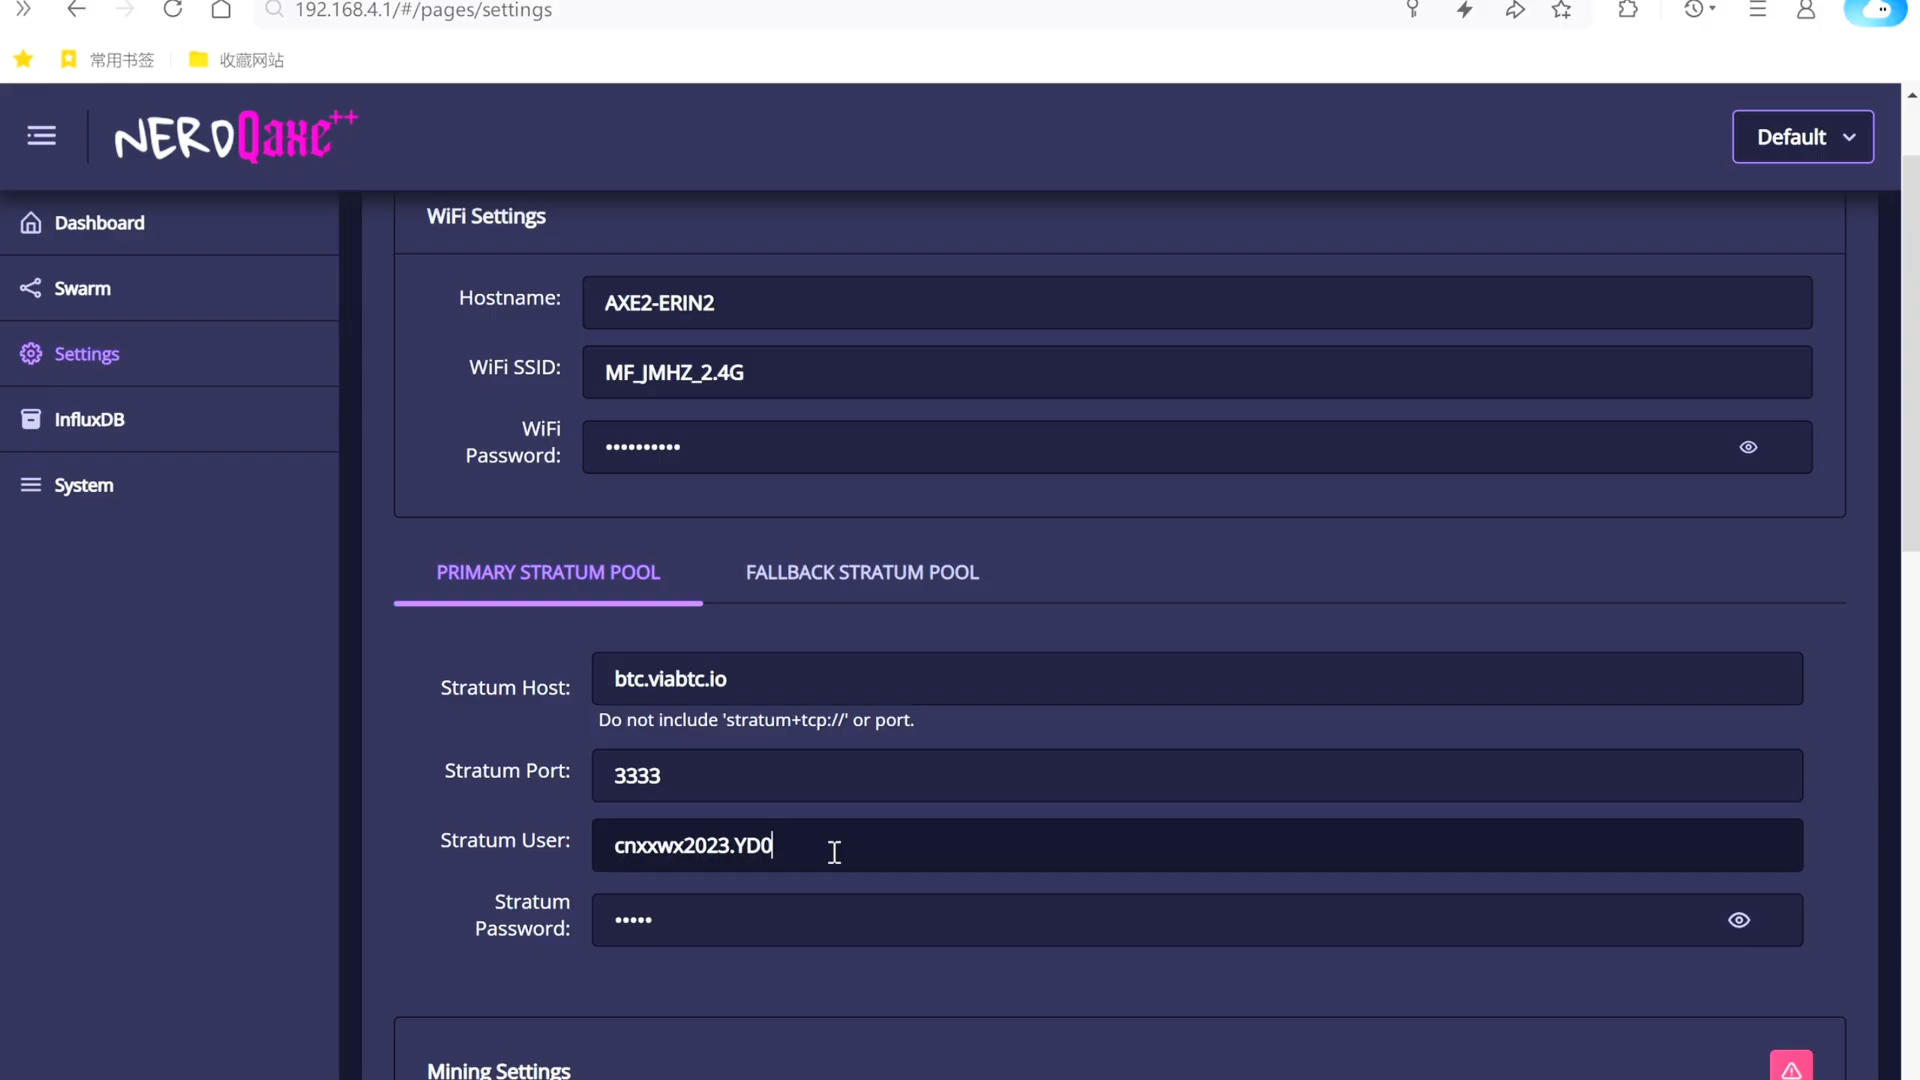 192.168.4.1/#/pages/settings
常用书签
收藏网站
NERDQaxe++
Default
Dashboard
Swarm
Settings
InfluxDB
System
WiFi Settings
Hostname: AXE2-ERIN2
WiFi SSID: MF_JMHZ_2.4G
WiFi
Password: ••••••••••
PRIMARY STRATUM POOL FALLBACK STRATUM POOL
Stratum Host: btc.viabtc.io
Do not include 'stratum+tcp://' or port.
Stratum Port: 3333
Stratum User: cnxxwx2023.YD0
Stratum
Password: •••••
Mining Settings